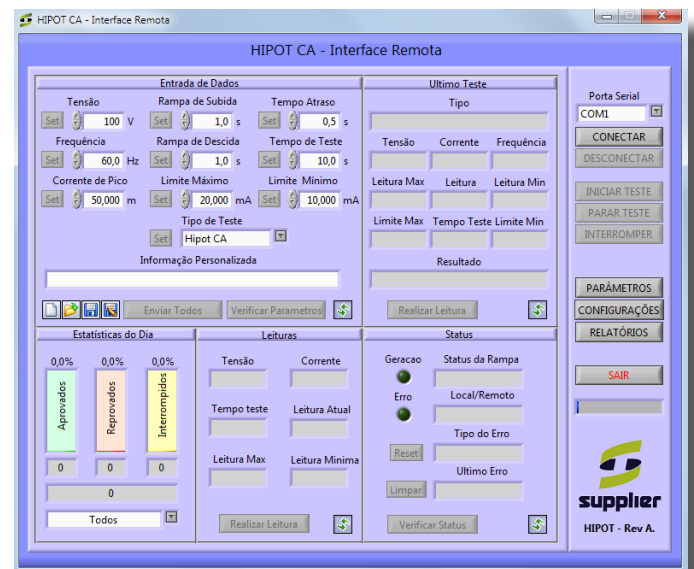 HIPOT CA - Interface Remota
HIPOT CA - Interface Remota
Entrada de Dados
Tensão Rampa de Subida Tempo Atraso
Set 100 V Set 1,0 s Set 0,5 s
Frequência Rampa de Descida Tempo de Teste
Set 60,0 Hz Set 1,0 s Set 10,0 s
Corrente de Pico Limite Máximo Limite Mínimo
Set 50,000 m Set 20,000 mA Set 10,000 mA
Tipo de Teste
Set Hipot CA
Informação Personalizada
Enviar Todos Verificar Parametros
Ultimo Teste
Tipo
Tensão Corrente Frequência
Leitura Max Leitura Leitura Min
Limite Max Tempo Teste Limite Min
Resultado
Realizar Leitura
Estatísticas do Dia
0,0% 0,0% 0,0%
Aprovados
Reprovados
Interrompidos
0 0 0
0
Todos
Leituras
Tensão Corrente
Tempo teste Leitura Atual
Leitura Max Leitura Minima
Realizar Leitura
Status
Geracao Status da Rampa
Erro Local/Remoto
Tipo do Erro
Reset
Ultimo Erro
Limpar
Verificar Status
Porta Serial
COM1
CONECTAR
DESCONECTAR
INICIAR TESTE
PARAR TESTE
INTERROMPER
PARÂMETROS
CONFIGURAÇÕES
RELATÓRIOS
SAIR
supplier
HIPOT - Rev A.